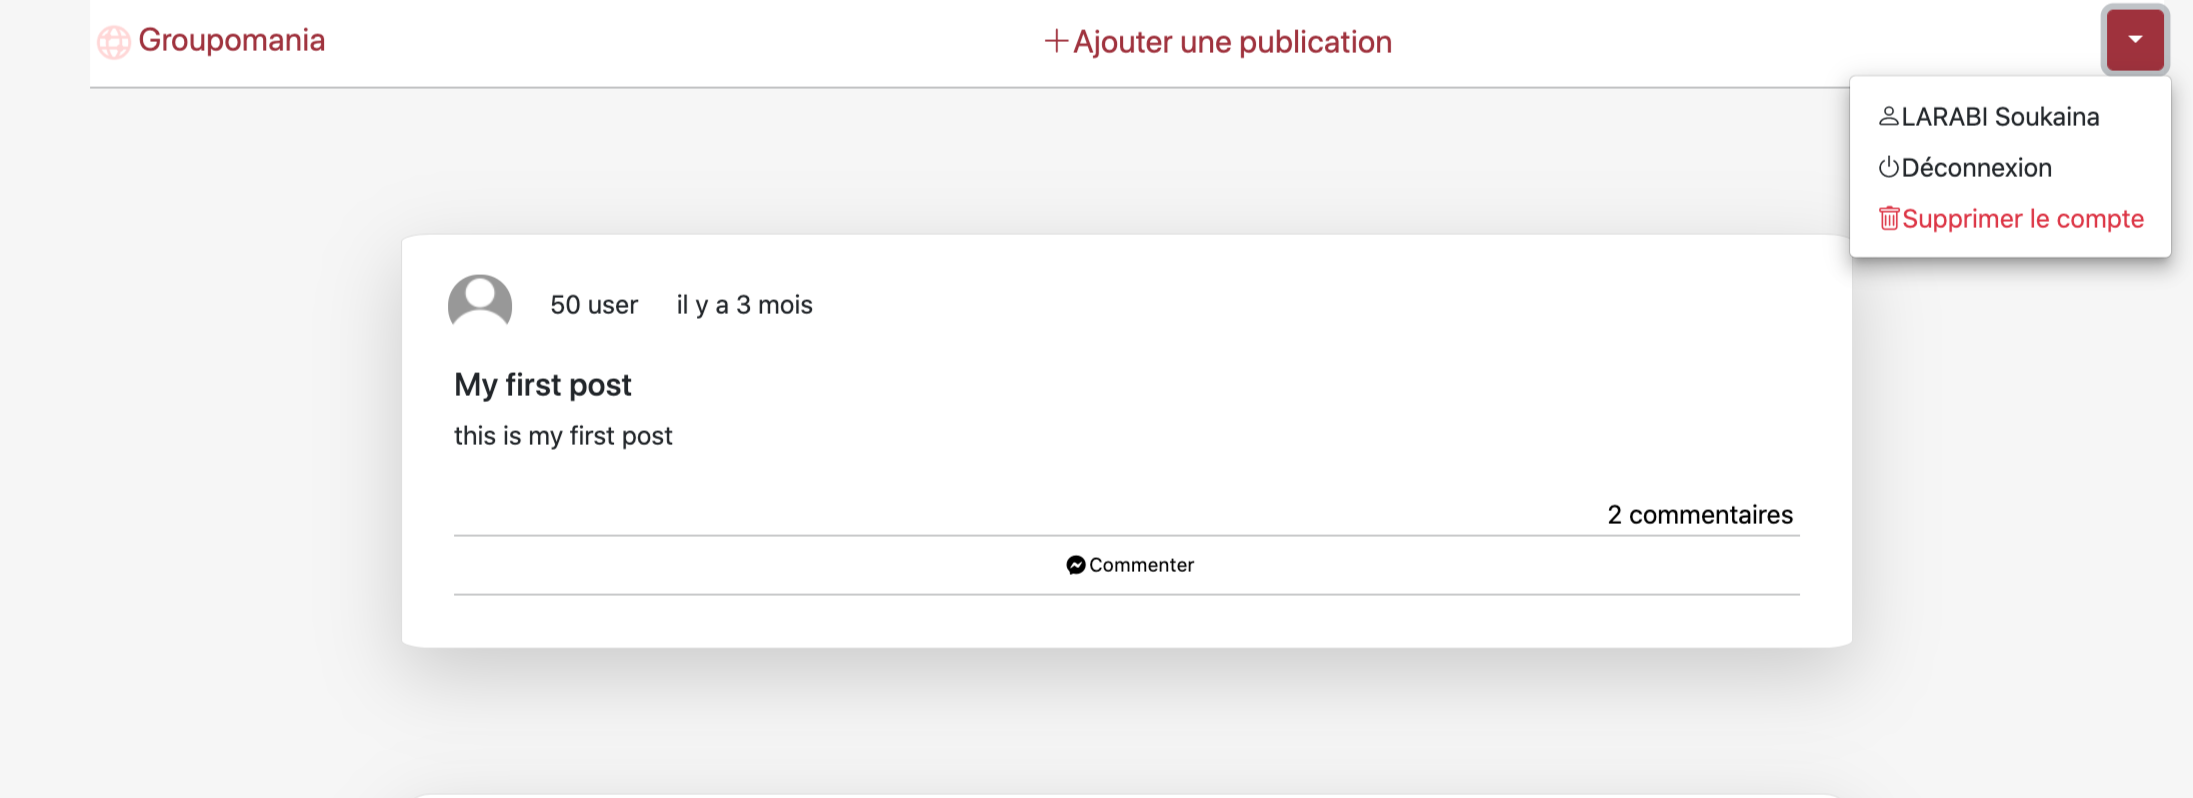 Groupomania
Ajouter une publication
LARABI Soukaina
Déconnexion
Supprimer le compte
50 user il y a 3 mois
My first post
this is my first post
2 commentaires
Commenter